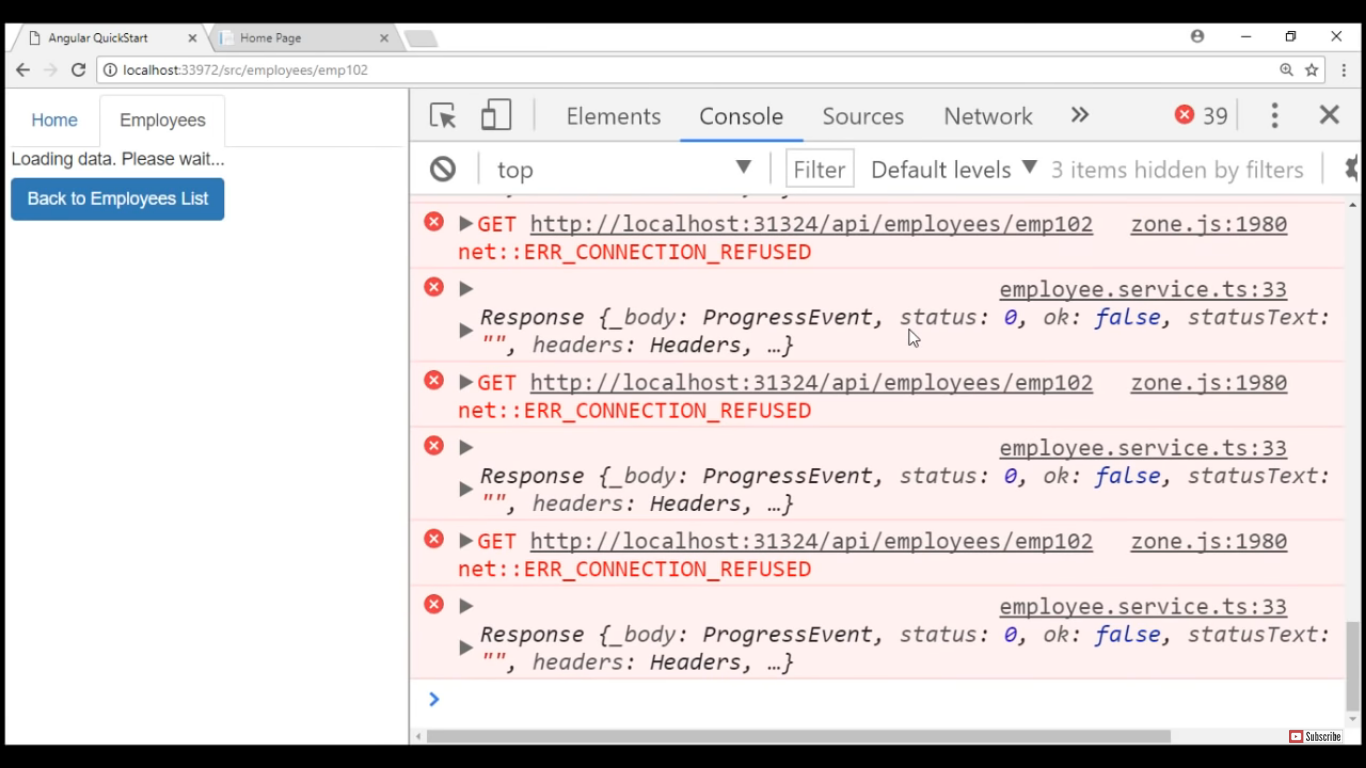 Angular QuickStart
Home Page
localhost:33972/src/employees/emp102
Home
Employees
Loading data. Please wait...
Back to Employees List
Elements Console Sources Network 39
top Filter Default levels 3 items hidden by filters
GET http://localhost:31324/api/employees/emp102 zone.js:1980
net::ERR_CONNECTION_REFUSED
employee.service.ts:33
Response {_body: ProgressEvent, status: 0, ok: false, statusText:
"", headers: Headers, …}
GET http://localhost:31324/api/employees/emp102 zone.js:1980
net::ERR_CONNECTION_REFUSED
employee.service.ts:33
Response {_body: ProgressEvent, status: 0, ok: false, statusText:
"", headers: Headers, …}
GET http://localhost:31324/api/employees/emp102 zone.js:1980
net::ERR_CONNECTION_REFUSED
employee.service.ts:33
Response {_body: ProgressEvent, status: 0, ok: false, statusText:
"", headers: Headers, …}
Subscribe